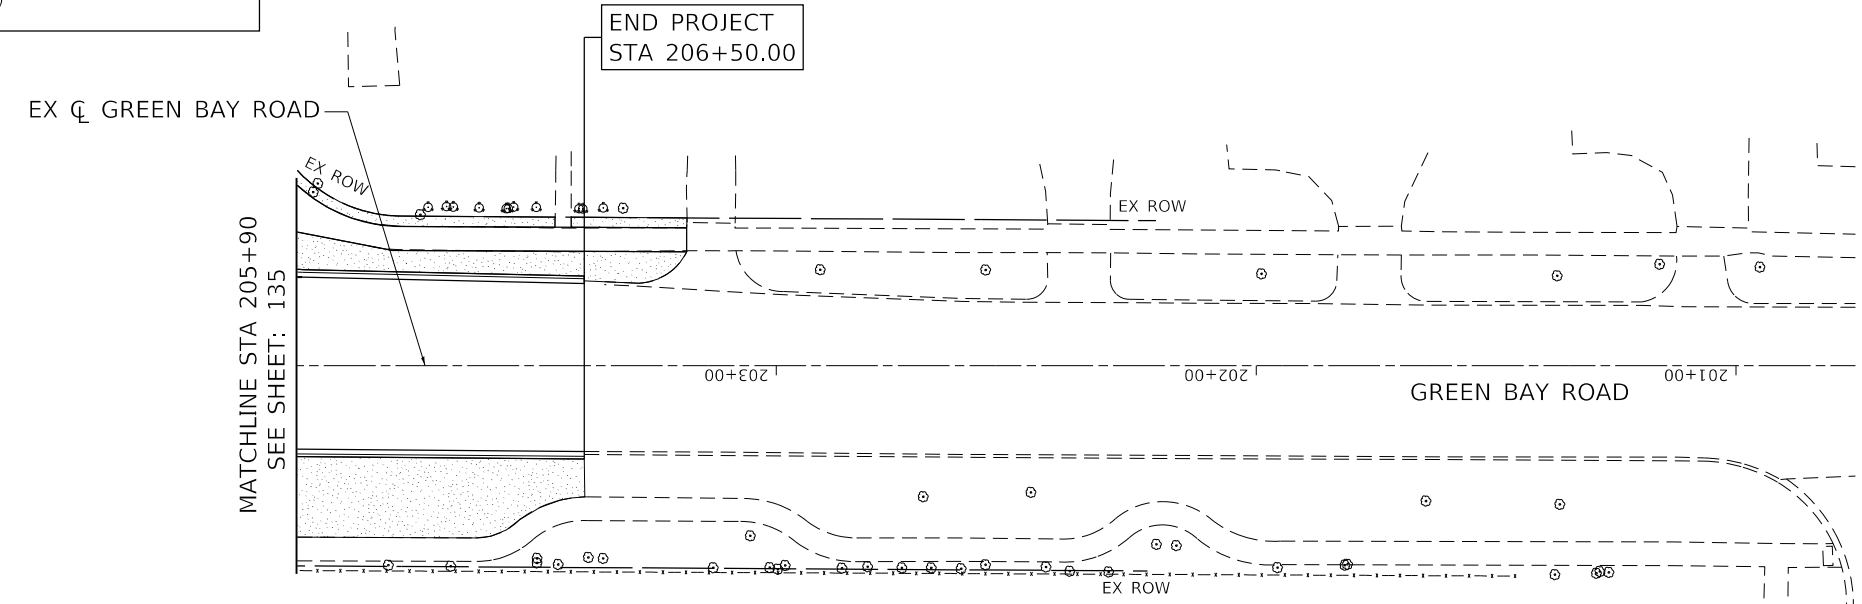 END PROJECT
STA 206+50.00
EX ℄ GREEN BAY ROAD
EX ROW
EX ROW
MATCHLINE STA 205+90
SEE SHEET: 135
203+00
202+00
201+00
GREEN BAY ROAD
EX ROW